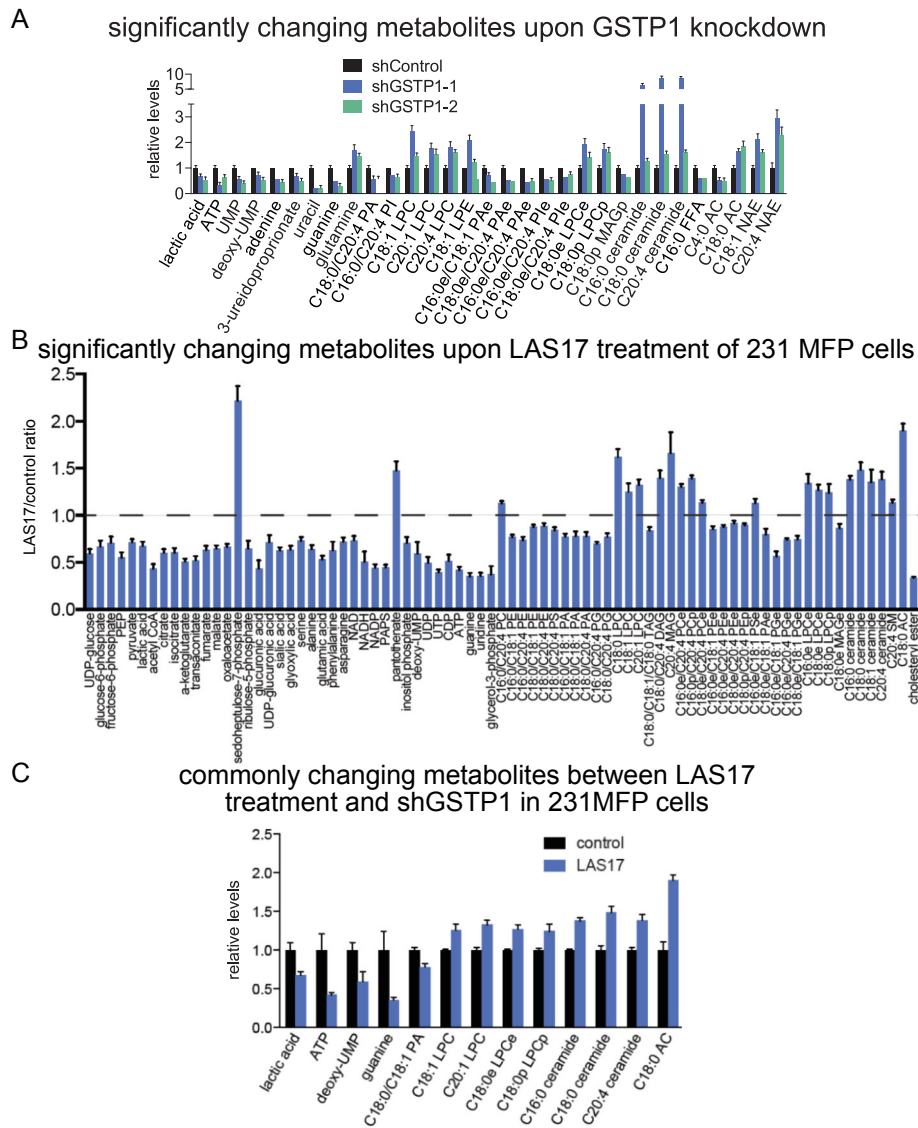 A
significantly changing metabolites upon GSTP1 knockdown
relative levels
10
5
2
1
0
shControl
shGSTP1-1
shGSTP1-2
lactic acid
ATP
UMP
deoxy-UMP
adenine
3-ureidoproprionate
uracil
guanine
glutamine
C18:0/C20:4 PA
C16:0/C20:4 PI
C18:1 LPC
C20:1 LPC
C20:4 LPC
C18:1 LPE
C16:0e/C18:1 PAe
C18:0e/C20:4 PAe
C16:0e/C20:4 PAe
C16:0e/C20:4 PIe
C18:0e/C20:4 PIe
C18:0e LPCe
C18:0p LPCp
C18:0p MAGp
C16:0 ceramide
C18:0 ceramide
C20:4 ceramide
C16:0 FFA
C4:0 AC
C18:0 AC
C18:1 NAE
C20:4 NAE
B
significantly changing metabolites upon LAS17 treatment of 231 MFP cells
LAS17/control ratio
2.5
2.0
1.5
1.0
0.5
0.0
UDP-glucose
glucose-6-phosphate
fructose-6-phosphate
PEP
pyruvate
lactic acid
acetyl CoA
citrate
isocitrate
a-ketoglutarate
transaconitate
fumarate
malate
oxaloacetate
sedoheptulose-7-phosphate
ribulose-5-phosphate
glucuronic acid
UDP-glucuronic acid
sialic acid
glyoxylic acid
serine
alanine
glutamic acid
phenylalanine
asparagine
NAD
NADH
NADP
PAPS
pantothenate
inositol phosphate
deoxy-UMP
UDP
UTP
CDP
ATP
guanine
uridine
glycerol-3-phosphate
C16:0/C20:4 PC
C16:0/C18:1 PE
C16:0/C20:4 PE
C18:0/C18:1 PE
C18:0/C20:4 PE
C18:0/C20:4 PS
C16:0/C18:1 PA
C18:0/C18:1 PA
C18:0/C20:4 PA
C16:0/C20:4 PG
C18:0/C20:4 PG
C18:0 LPC
C18:1 LPC
C20:1 LPC
C18:0/C18:1/C16:0 TAG
C18:0/C20:4 DAG
C20:4 MAG
C16:0e/C20:4 PCe
C16:0p/C20:4 PCp
C18:0e/C20:4 PCe
C16:0e/C18:1 PEe
C16:0e/C20:4 PEe
C18:0e/C20:4 PEe
C18:0p/C20:4 PEp
C16:0e/C18:1 PSe
C18:0e/C18:1 PAe
C16:0e/C18:1 PGe
C16:0e/C20:4 PGe
C18:0e/C18:1 PGe
C16:0e LPCe
C18:0e LPCe
C18:0p LPCp
C18:0e MAGe
C16:0 ceramide
C18:0 ceramide
C18:1 ceramide
C20:4 ceramide
C20:4 SM
C18:0 AC
cholesteryl ester
C
commonly changing metabolites between LAS17
treatment and shGSTP1 in 231MFP cells
relative levels
2.5
2.0
1.5
1.0
0.5
0.0
control
LAS17
lactic acid
ATP
deoxy-UMP
guanine
C18:0/C18:1 PA
C18:1 LPC
C20:1 LPC
C18:0e LPCe
C18:0p LPCp
C16:0 ceramide
C18:0 ceramide
C20:4 ceramide
C18:0 AC